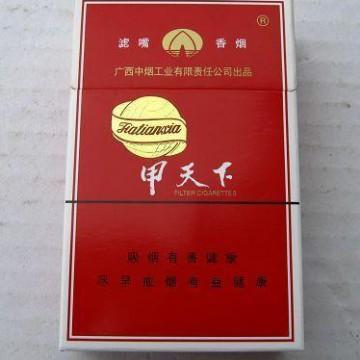 ®
滤嘴 香烟
广西中烟工业有限责任公司出品
Jiatianxia
甲天下
FILTER CIGARETTES
吸烟有害健康
尽早戒烟有益健康